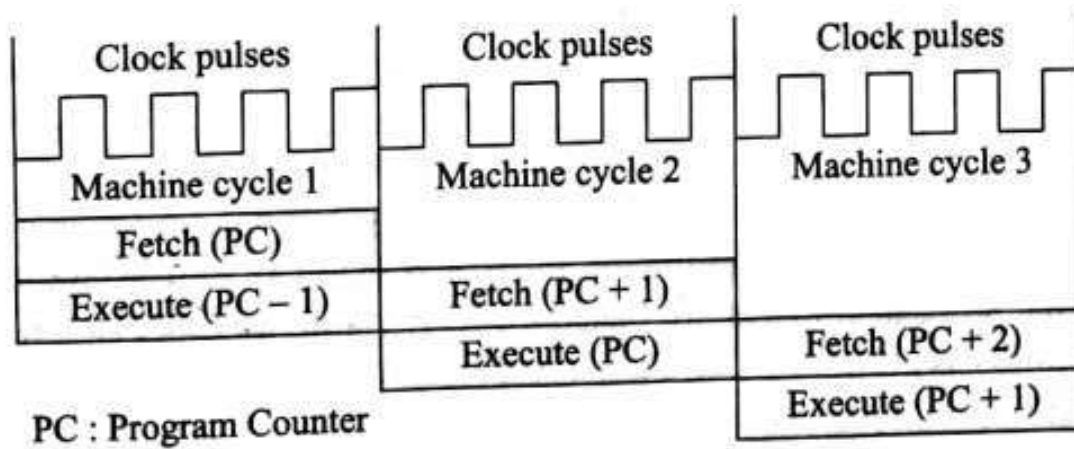 Clock pulses
Machine cycle 1
Fetch (PC)
Execute (PC – 1)
Clock pulses
Machine cycle 2
Fetch (PC + 1)
Execute (PC)
Clock pulses
Machine cycle 3
Fetch (PC + 2)
Execute (PC + 1)
PC : Program Counter